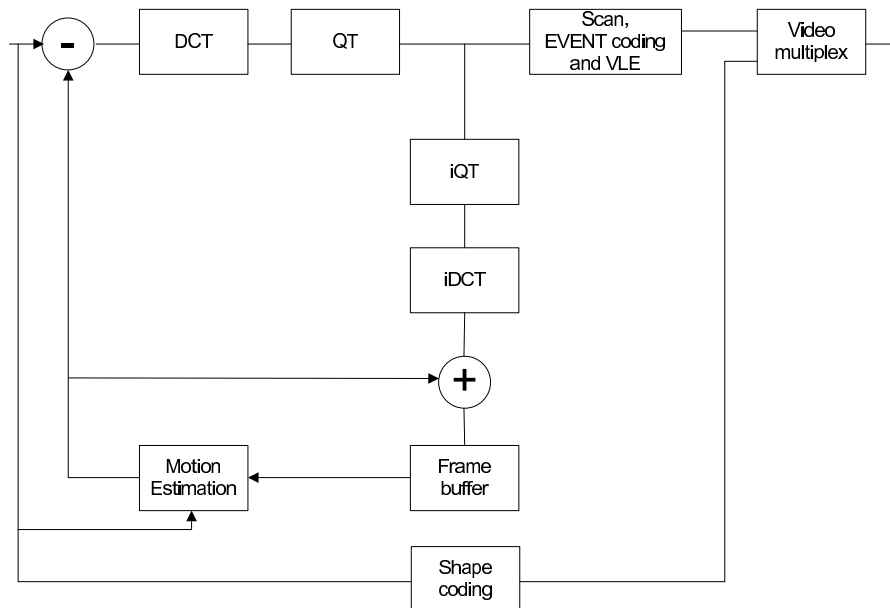 -
DCT
QT
Scan,
EVENT coding
and VLE
Video
multiplex
iQT
iDCT
+
Motion
Estimation
Frame
buffer
Shape
coding